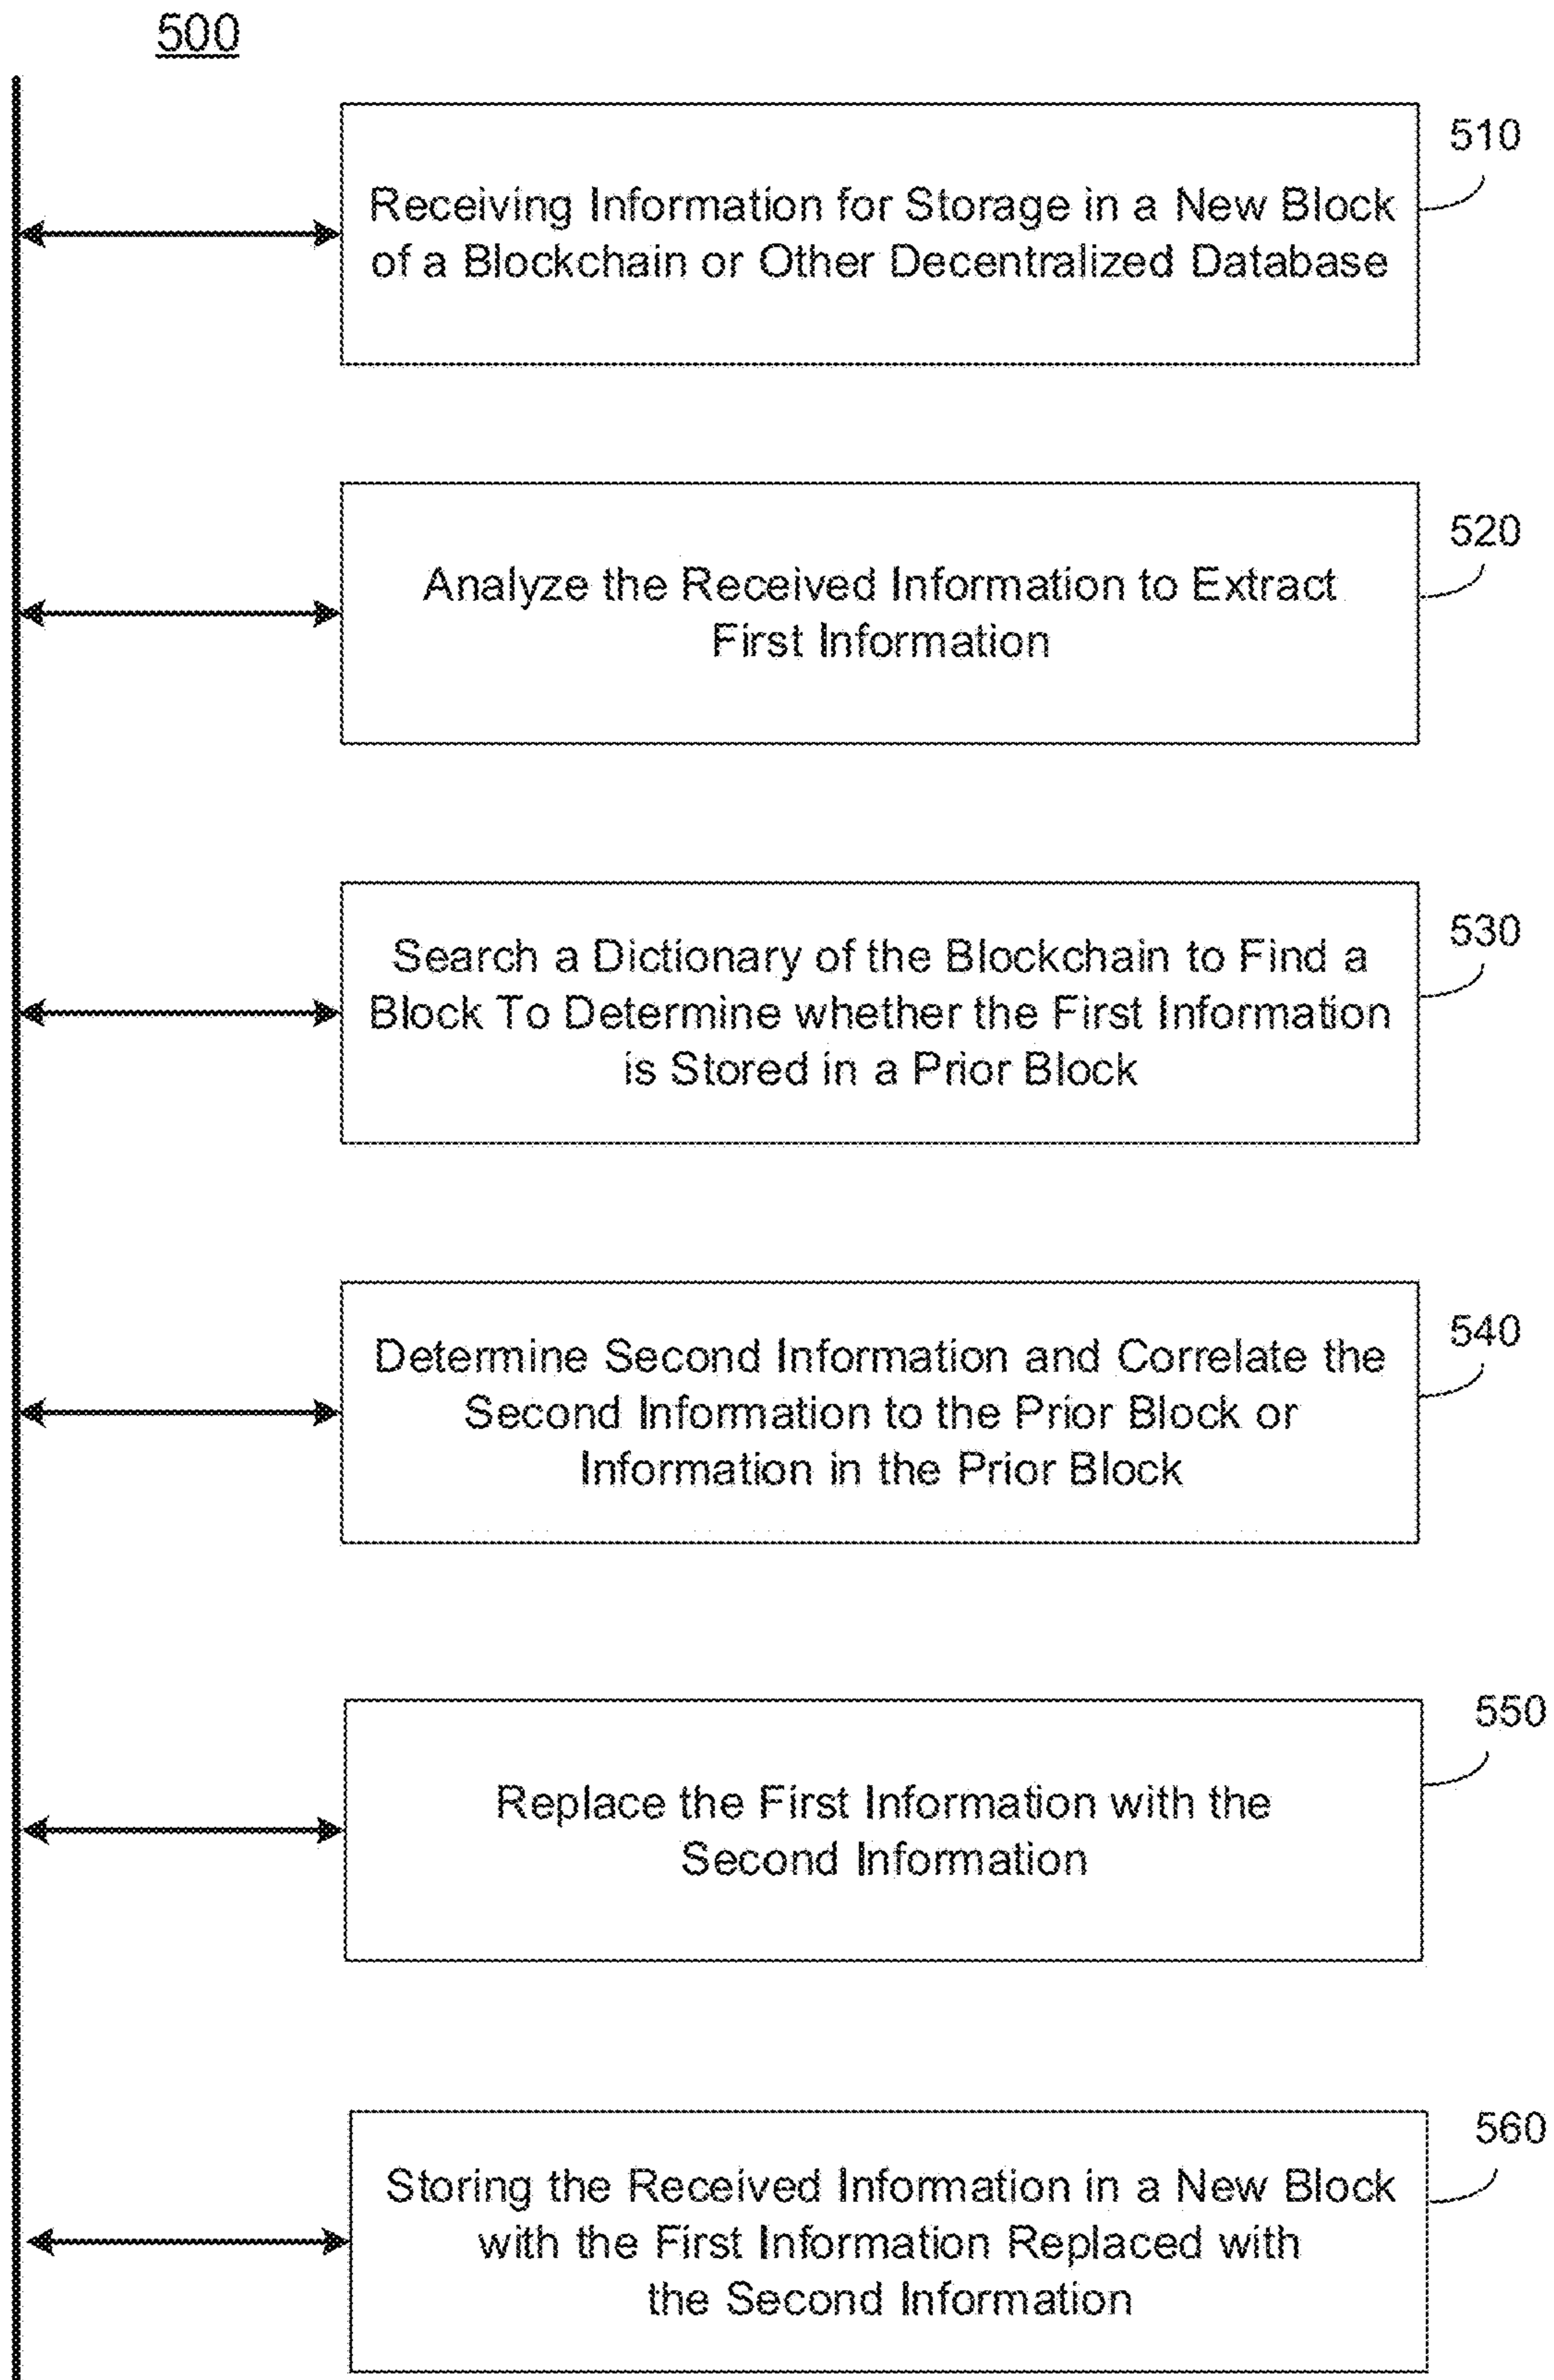 500
510
Receiving Information for Storage in a New Block
of a Blockchain or Other Decentralized Database
520
Analyze the Received Information to Extract
First Information
530
Search a Dictionary of the Blockchain to Find a
Block To Determine whether the First Information
is Stored in a Prior Block
540
Determine Second Information and Correlate the
Second Information to the Prior Block or
Information in the Prior Block
550
Replace the First Information with the
Second Information
560
Storing the Received Information in a New Block
with the First Information Replaced with
the Second Information